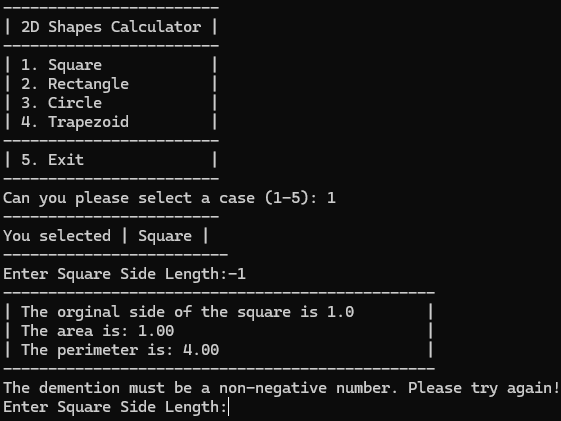 ------------------------
| 2D Shapes Calculator |
------------------------
| 1. Square            |
| 2. Rectangle         |
| 3. Circle            |
| 4. Trapezoid         |
------------------------
| 5. Exit              |
------------------------
Can you please select a case (1-5): 1
------------------------
You selected | Square |
-------------------------
Enter Square Side Length:-1
------------------------------------------------
| The orginal side of the square is 1.0        |
| The area is: 1.00                            |
| The perimeter is: 4.00                       |
------------------------------------------------
The demention must be a non-negative number. Please try again!
Enter Square Side Length: